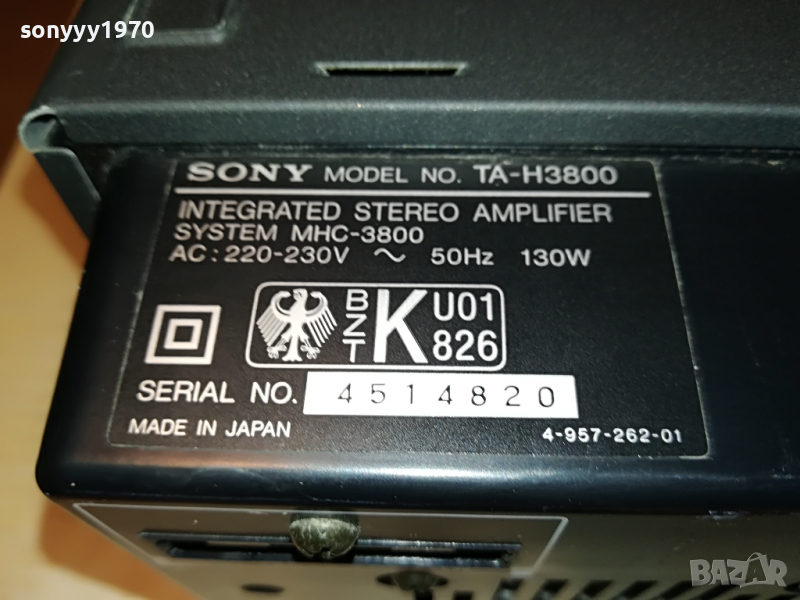 sonyyy1970
SONY MODEL NO. TA-H3800
INTEGRATED STEREO AMPLIFIER
SYSTEM MHC-3800
AC: 220-230V ~ 50Hz 130W
BZT K U01 826
SERIAL NO. 4514820
MADE IN JAPAN 4-957-262-01
BAZAR